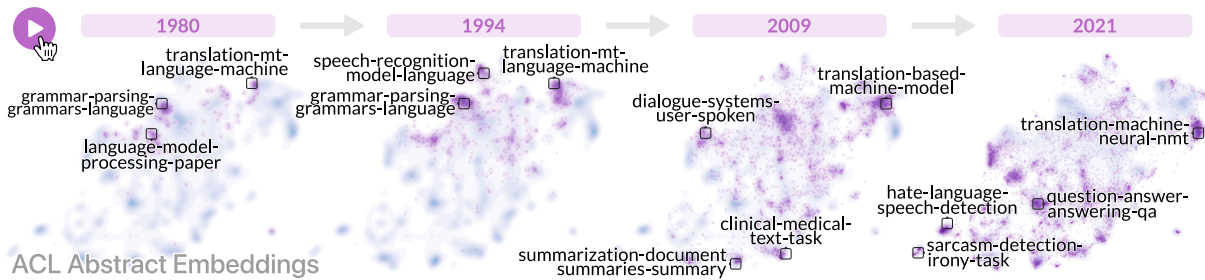 1980
1994
2009
2021
translation-mt-
language-machine
grammar-parsing-
grammars-language
language-model-
processing-paper
speech-recognition-
model-language
translation-mt-
language-machine
grammar-parsing-
grammars-language
translation-based-
machine-model
dialogue-systems-
user-spoken
clinical-medical-
text-task
summarization-document
summaries-summary
translation-machine-
neural-nmt
hate-language-
speech-detection
question-answer-
answering-qa
sarcasm-detection-
irony-task
ACL Abstract Embeddings